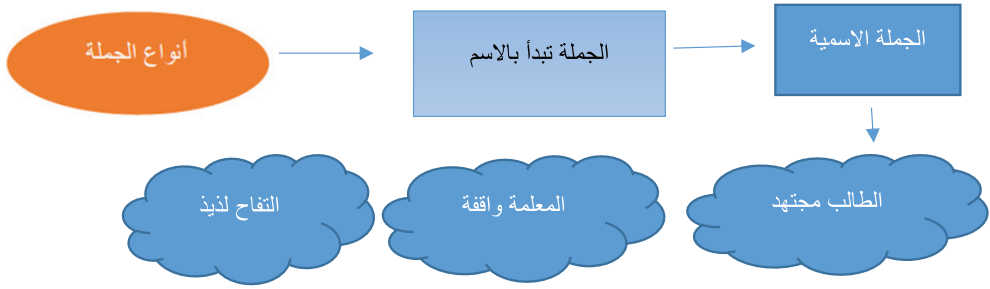 أنواع الجملة
الجملة تبدأ بالاسم
الجملة الاسمية
الطالب مجتهد
المعلمة واقفة
التفاح لذيذ